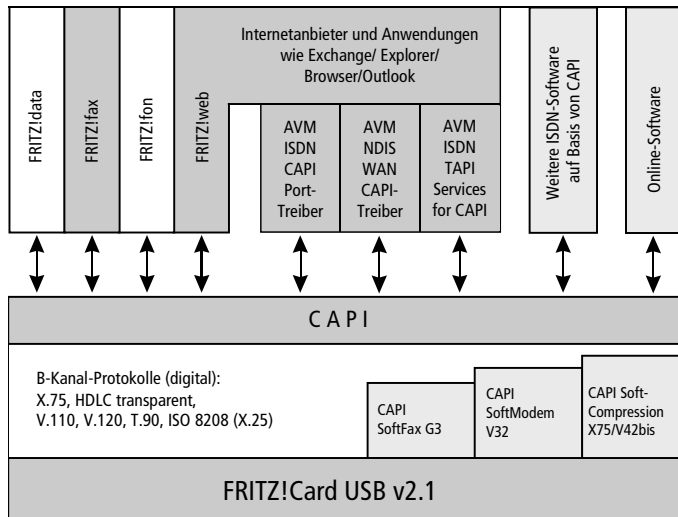 FRITZ!data
FRITZ!fax
FRITZ!fon
FRITZ!web
Internetanbieter und Anwendungen
wie Exchange/ Explorer/
Browser/Outlook
AVM
ISDN
CAPI
Port-
Treiber
AVM
NDIS
WAN
CAPI-
Treiber
AVM
ISDN
TAPI
Services
for CAPI
Weitere ISDN-Software
auf Basis von CAPI
Online-Software
CAPI
B-Kanal-Protokolle (digital):
X.75, HDLC transparent,
V.110, V.120, T.90, ISO 8208 (X.25)
CAPI
SoftFax G3
CAPI
SoftModem
V32
CAPI Soft-
Compression
X75/V42bis
FRITZ!Card USB v2.1